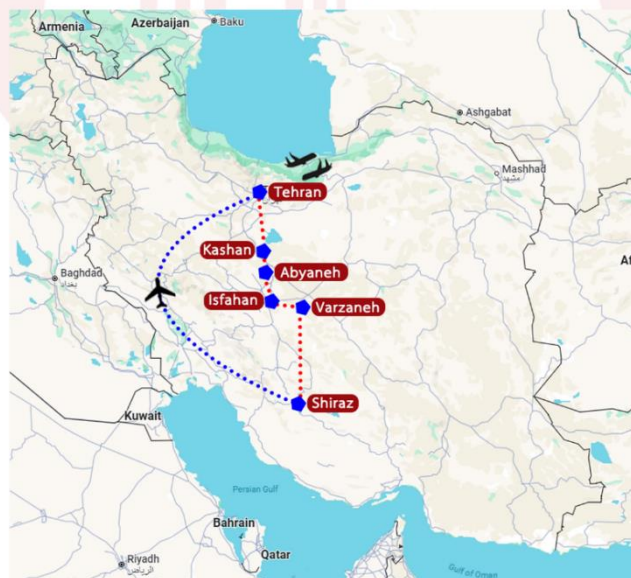 Armenia
Azerbaijan
Baku
Ashgabat
Mashhad
مشهد
Tehran
Kashan
Abyaneh
Baghdad
بغداد
Isfahan
Varzaneh
Af
Shiraz
Kuwait
Persian Gulf
Bahrain
Qatar
Riyadh
الرياض
Gulf of Oman